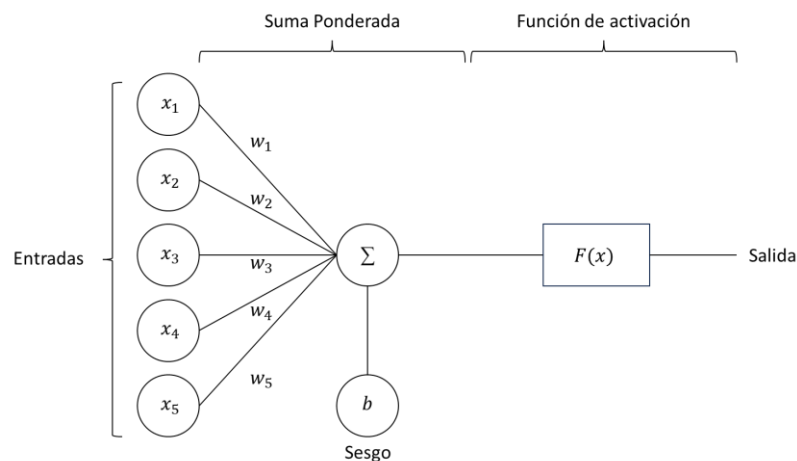 Suma Ponderada
Función de activación
Entradas
x₁
x₂
x₃
x₄
x₅
w₁
w₂
w₃
w₄
w₅
Σ
b
Sesgo
F(x)
Salida